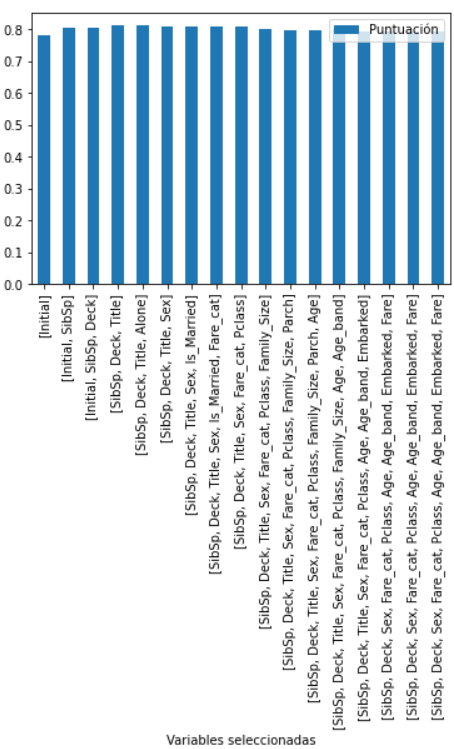 0.8
0.7
0.6
0.5
0.4
0.3
0.2
0.1
0.0
Puntuación
[Initial]
[Initial, SibSp]
[Initial, SibSp, Deck]
[SibSp, Deck, Title]
[SibSp, Deck, Title, Alone]
[SibSp, Deck, Title, Sex]
[SibSp, Deck, Title, Sex, Is_Married]
[SibSp, Deck, Title, Sex, Is_Married, Fare_cat]
[SibSp, Deck, Title, Sex, Fare_cat, Pclass]
[SibSp, Deck, Title, Sex, Fare_cat, Pclass, Family_Size]
[SibSp, Deck, Title, Sex, Fare_cat, Pclass, Family_Size, Parch]
[SibSp, Deck, Title, Sex, Fare_cat, Pclass, Family_Size, Parch, Age]
[SibSp, Deck, Title, Sex, Fare_cat, Pclass, Family_Size, Age, Age_band]
[SibSp, Deck, Title, Sex, Fare_cat, Pclass, Age, Age_band, Embarked]
[SibSp, Deck, Sex, Fare_cat, Pclass, Age, Age_band, Embarked, Fare]
[SibSp, Deck, Sex, Fare_cat, Pclass, Age, Age_band, Embarked, Fare]
[SibSp, Deck, Sex, Fare_cat, Pclass, Age, Age_band, Embarked, Fare]
Variables seleccionadas